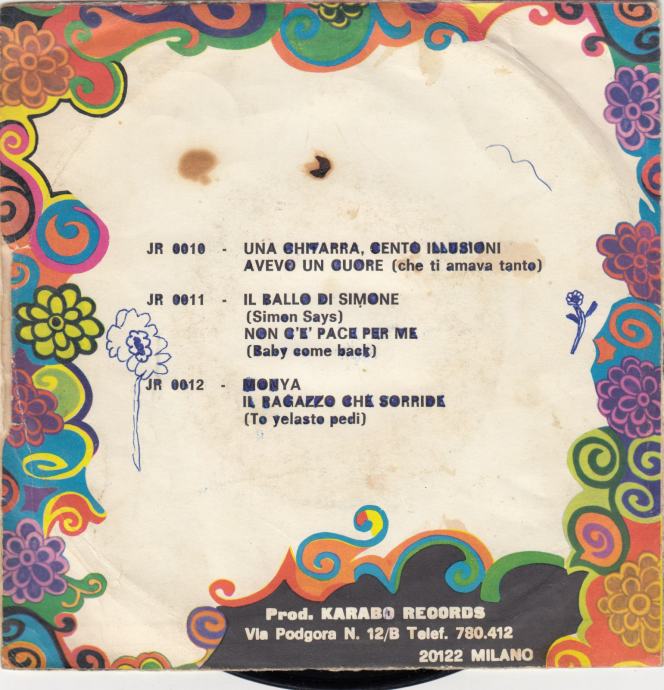 JR 0010 - UNA CHITARRA, CENTO ILLUSIONI
AVEVO UN CUORE (che ti amava tanto)
JR 0011 - IL BALLO DI SIMONE
(Simon Says)
NON C'E' PACE PER ME
(Baby come back)
JR 0012 - MONYA
IL RAGAZZO CHE SORRIDE
(To yelasto pedi)
Prod. KARABO RECORDS
Via Podgora N. 12/B Telef. 780.412
20122 MILANO